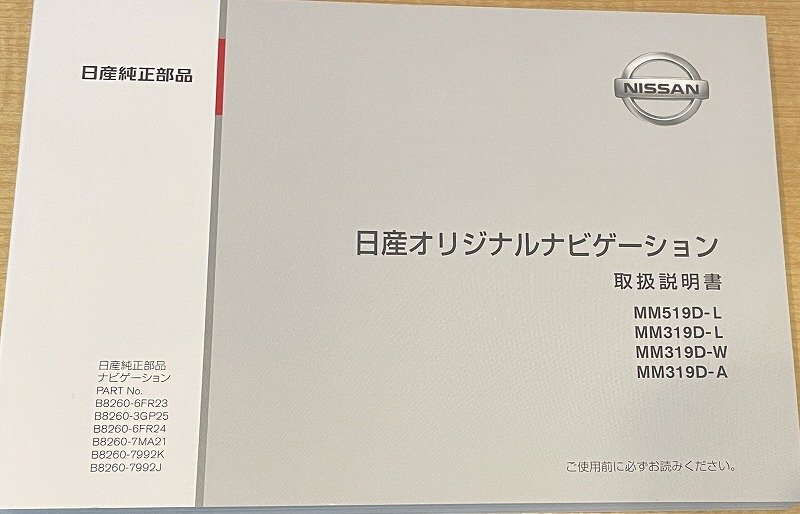 日産純正部品
NISSAN
日産オリジナルナビゲーション
取扱説明書
MM519D-L
MM319D-L
MM319D-W
MM319D-A
日産純正部品
ナビゲーション
PART No.
B8260-6FR23
B8260-3GP25
B8260-6FR24
B8260-7MA21
B8260-7992K
B8260-7992J
ご使用前に必ずお読みください。